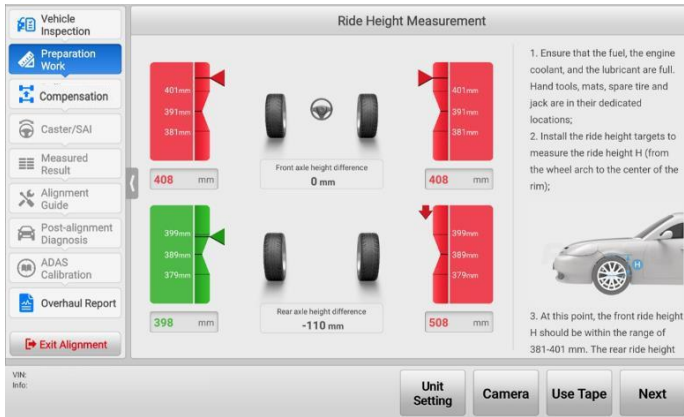 Ride Height Measurement
Vehicle
Inspection
Preparation
Work
Compensation
Caster/SAI
Measured
Result
Alignment
Guide
Post-alignment
Diagnosis
ADAS
Calibration
Overhaul Report
Exit Alignment
401mm
391mm
381mm
408 mm
Front axle height difference
0 mm
401mm
391mm
381mm
408 mm
399mm
389mm
379mm
398 mm
Rear axle height difference
-110 mm
399mm
389mm
379mm
508 mm
1. Ensure that the fuel, the engine
coolant, and the lubricant are full.
Hand tools, mats, spare tire and
jack are in their dedicated
locations;
2. Install the ride height targets to
measure the ride height H (from
the wheel arch to the center of the
rim);
H
3. At this point, the front ride height
H should be within the range of
381-401 mm. The rear ride height
VIN:
Info:
Unit
Setting
Camera
Use Tape
Next